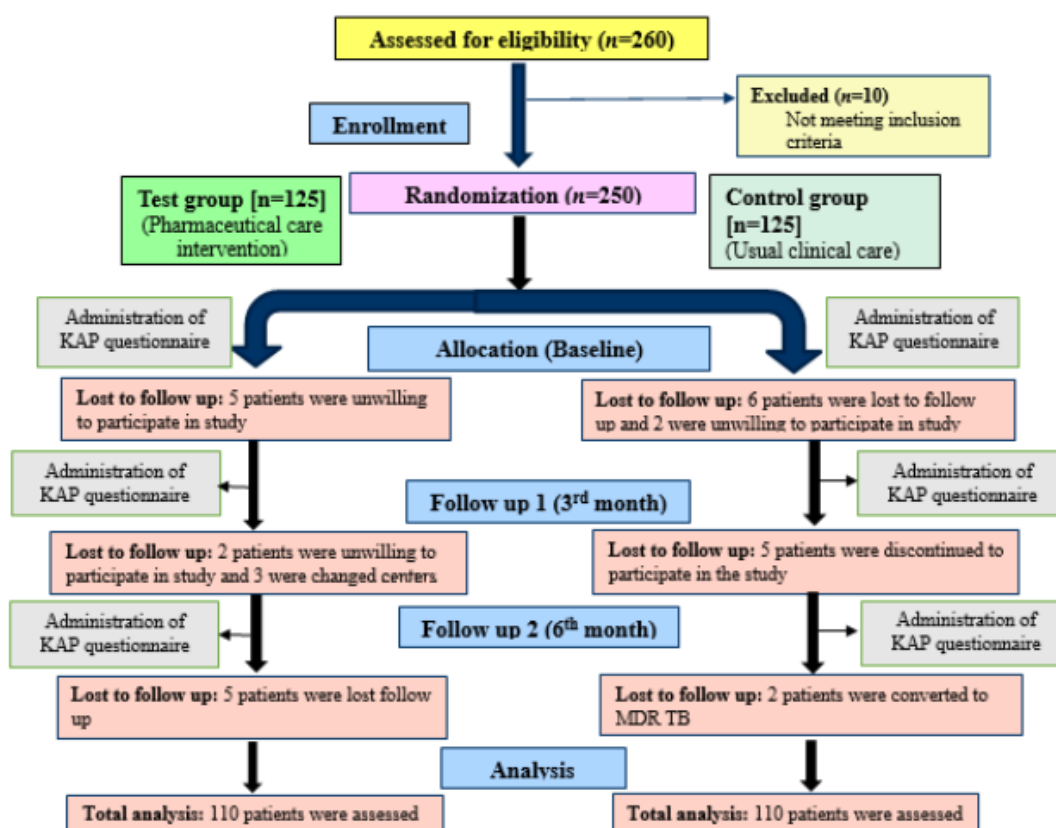 Assessed for eligibility (n=260)
Excluded (n=10)
Not meeting inclusion
criteria
Enrollment
Randomization (n=250)
Test group [n=125]
(Pharmaceutical care
intervention)
Control group
[n=125]
(Usual clinical care)
Administration of
KAP questionnaire
Administration of
KAP questionnaire
Allocation (Baseline)
Lost to follow up: 5 patients were unwilling
to participate in study
Lost to follow up: 6 patients were lost to follow
up and 2 were unwilling to participate in study
Administration of
KAP questionnaire
Administration of
KAP questionnaire
Follow up 1 (3rd month)
Lost to follow up: 2 patients were unwilling to
participate in study and 3 were changed centers
Lost to follow up: 5 patients were discontinued to
participate in the study
Administration of
KAP questionnaire
Administration of
KAP questionnaire
Follow up 2 (6th month)
Lost to follow up: 5 patients were lost follow
up
Lost to follow up: 2 patients were converted to
MDR TB
Analysis
Total analysis: 110 patients were assessed
Total analysis: 110 patients were assessed